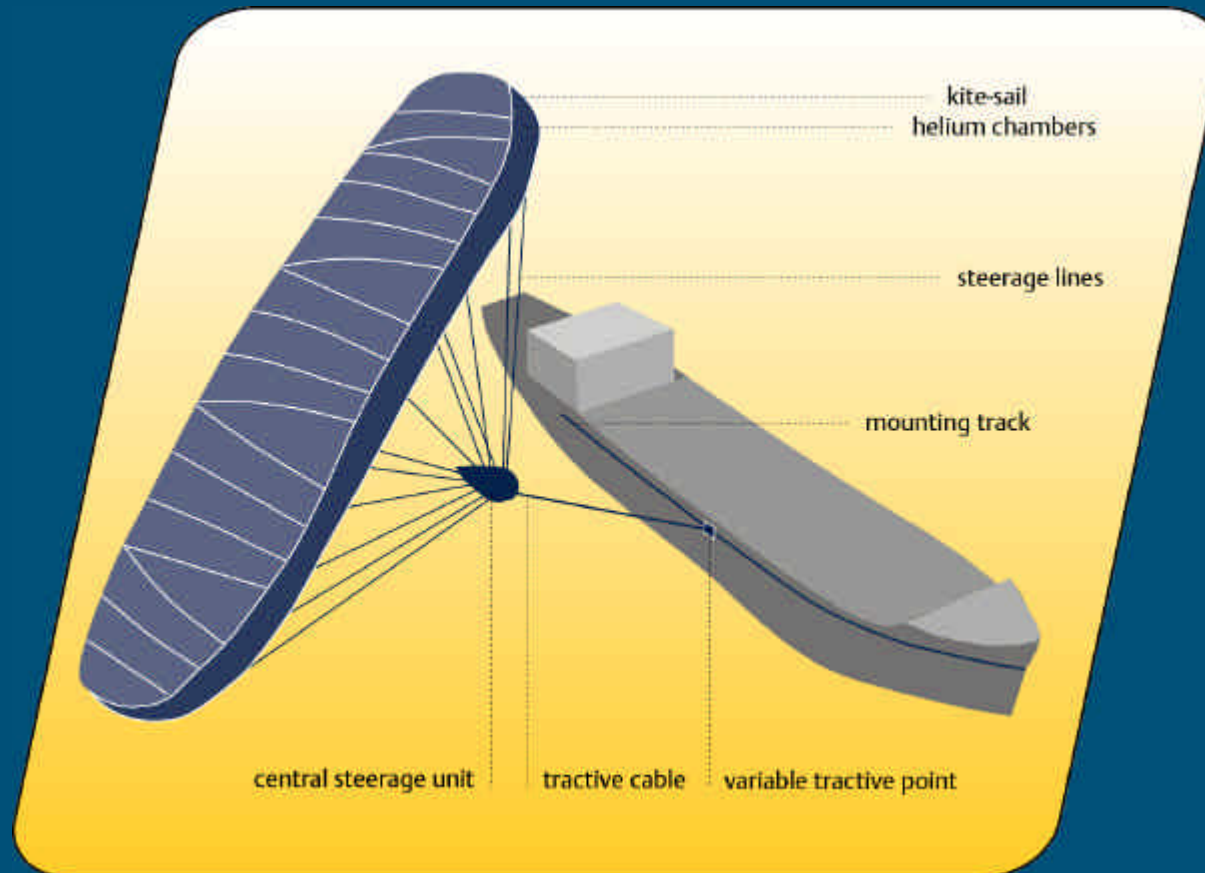 kite-sail
helium chambers
steerage lines
mounting track
central steerage unit
tractive cable
variable tractive point